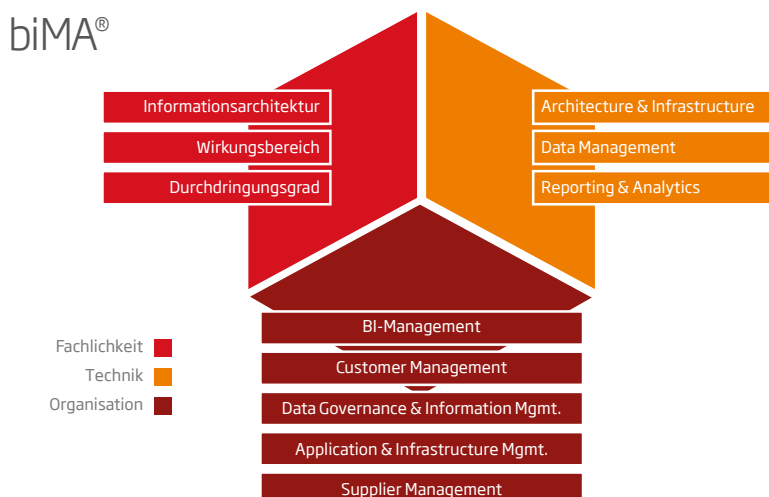 biMA®
Informationsarchitektur
Wirkungsbereich
Durchdringungsgrad
Architecture & Infrastructure
Data Management
Reporting & Analytics
BI-Management
Customer Management
Data Governance & Information Mgmt.
Application & Infrastructure Mgmt.
Supplier Management
Fachlichkeit
Technik
Organisation